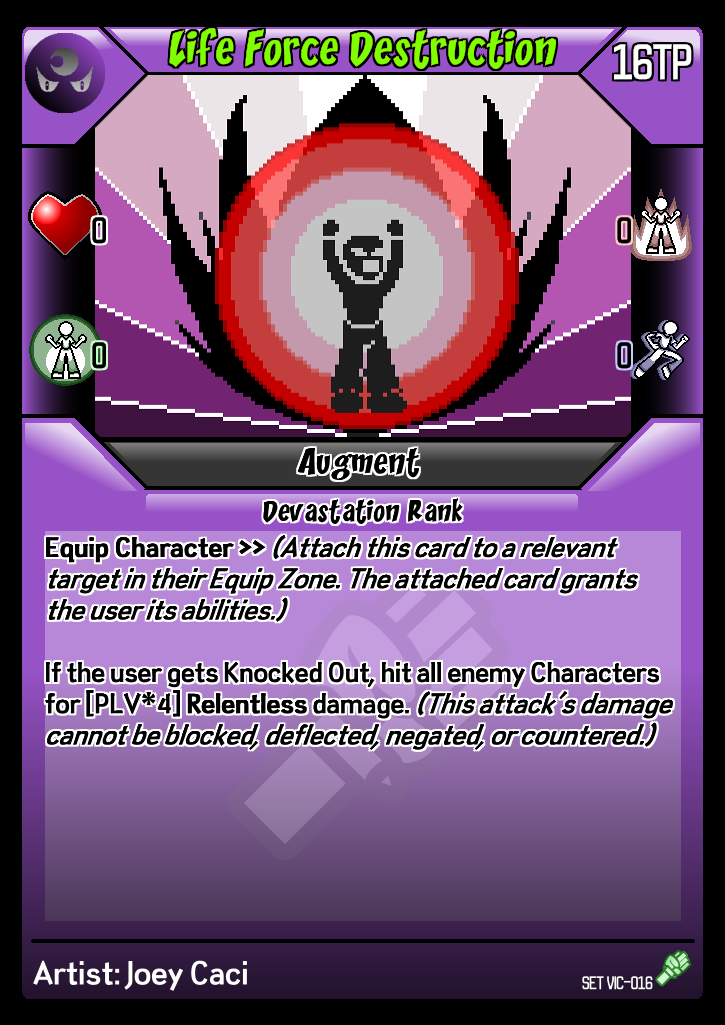 Life Force Destruction
16TP
0
0
0
0
Augment
Devastation Rank
Equip Character >> (Attach this card to a relevant
target in their Equip Zone. The attached card grants
the user its abilities.)
If the user gets Knocked Out, hit all enemy Characters
for [PLV*4] Relentless damage. (This attack's damage
cannot be blocked, deflected, negated, or countered.)
Artist: Joey Caci
SET VIC-016